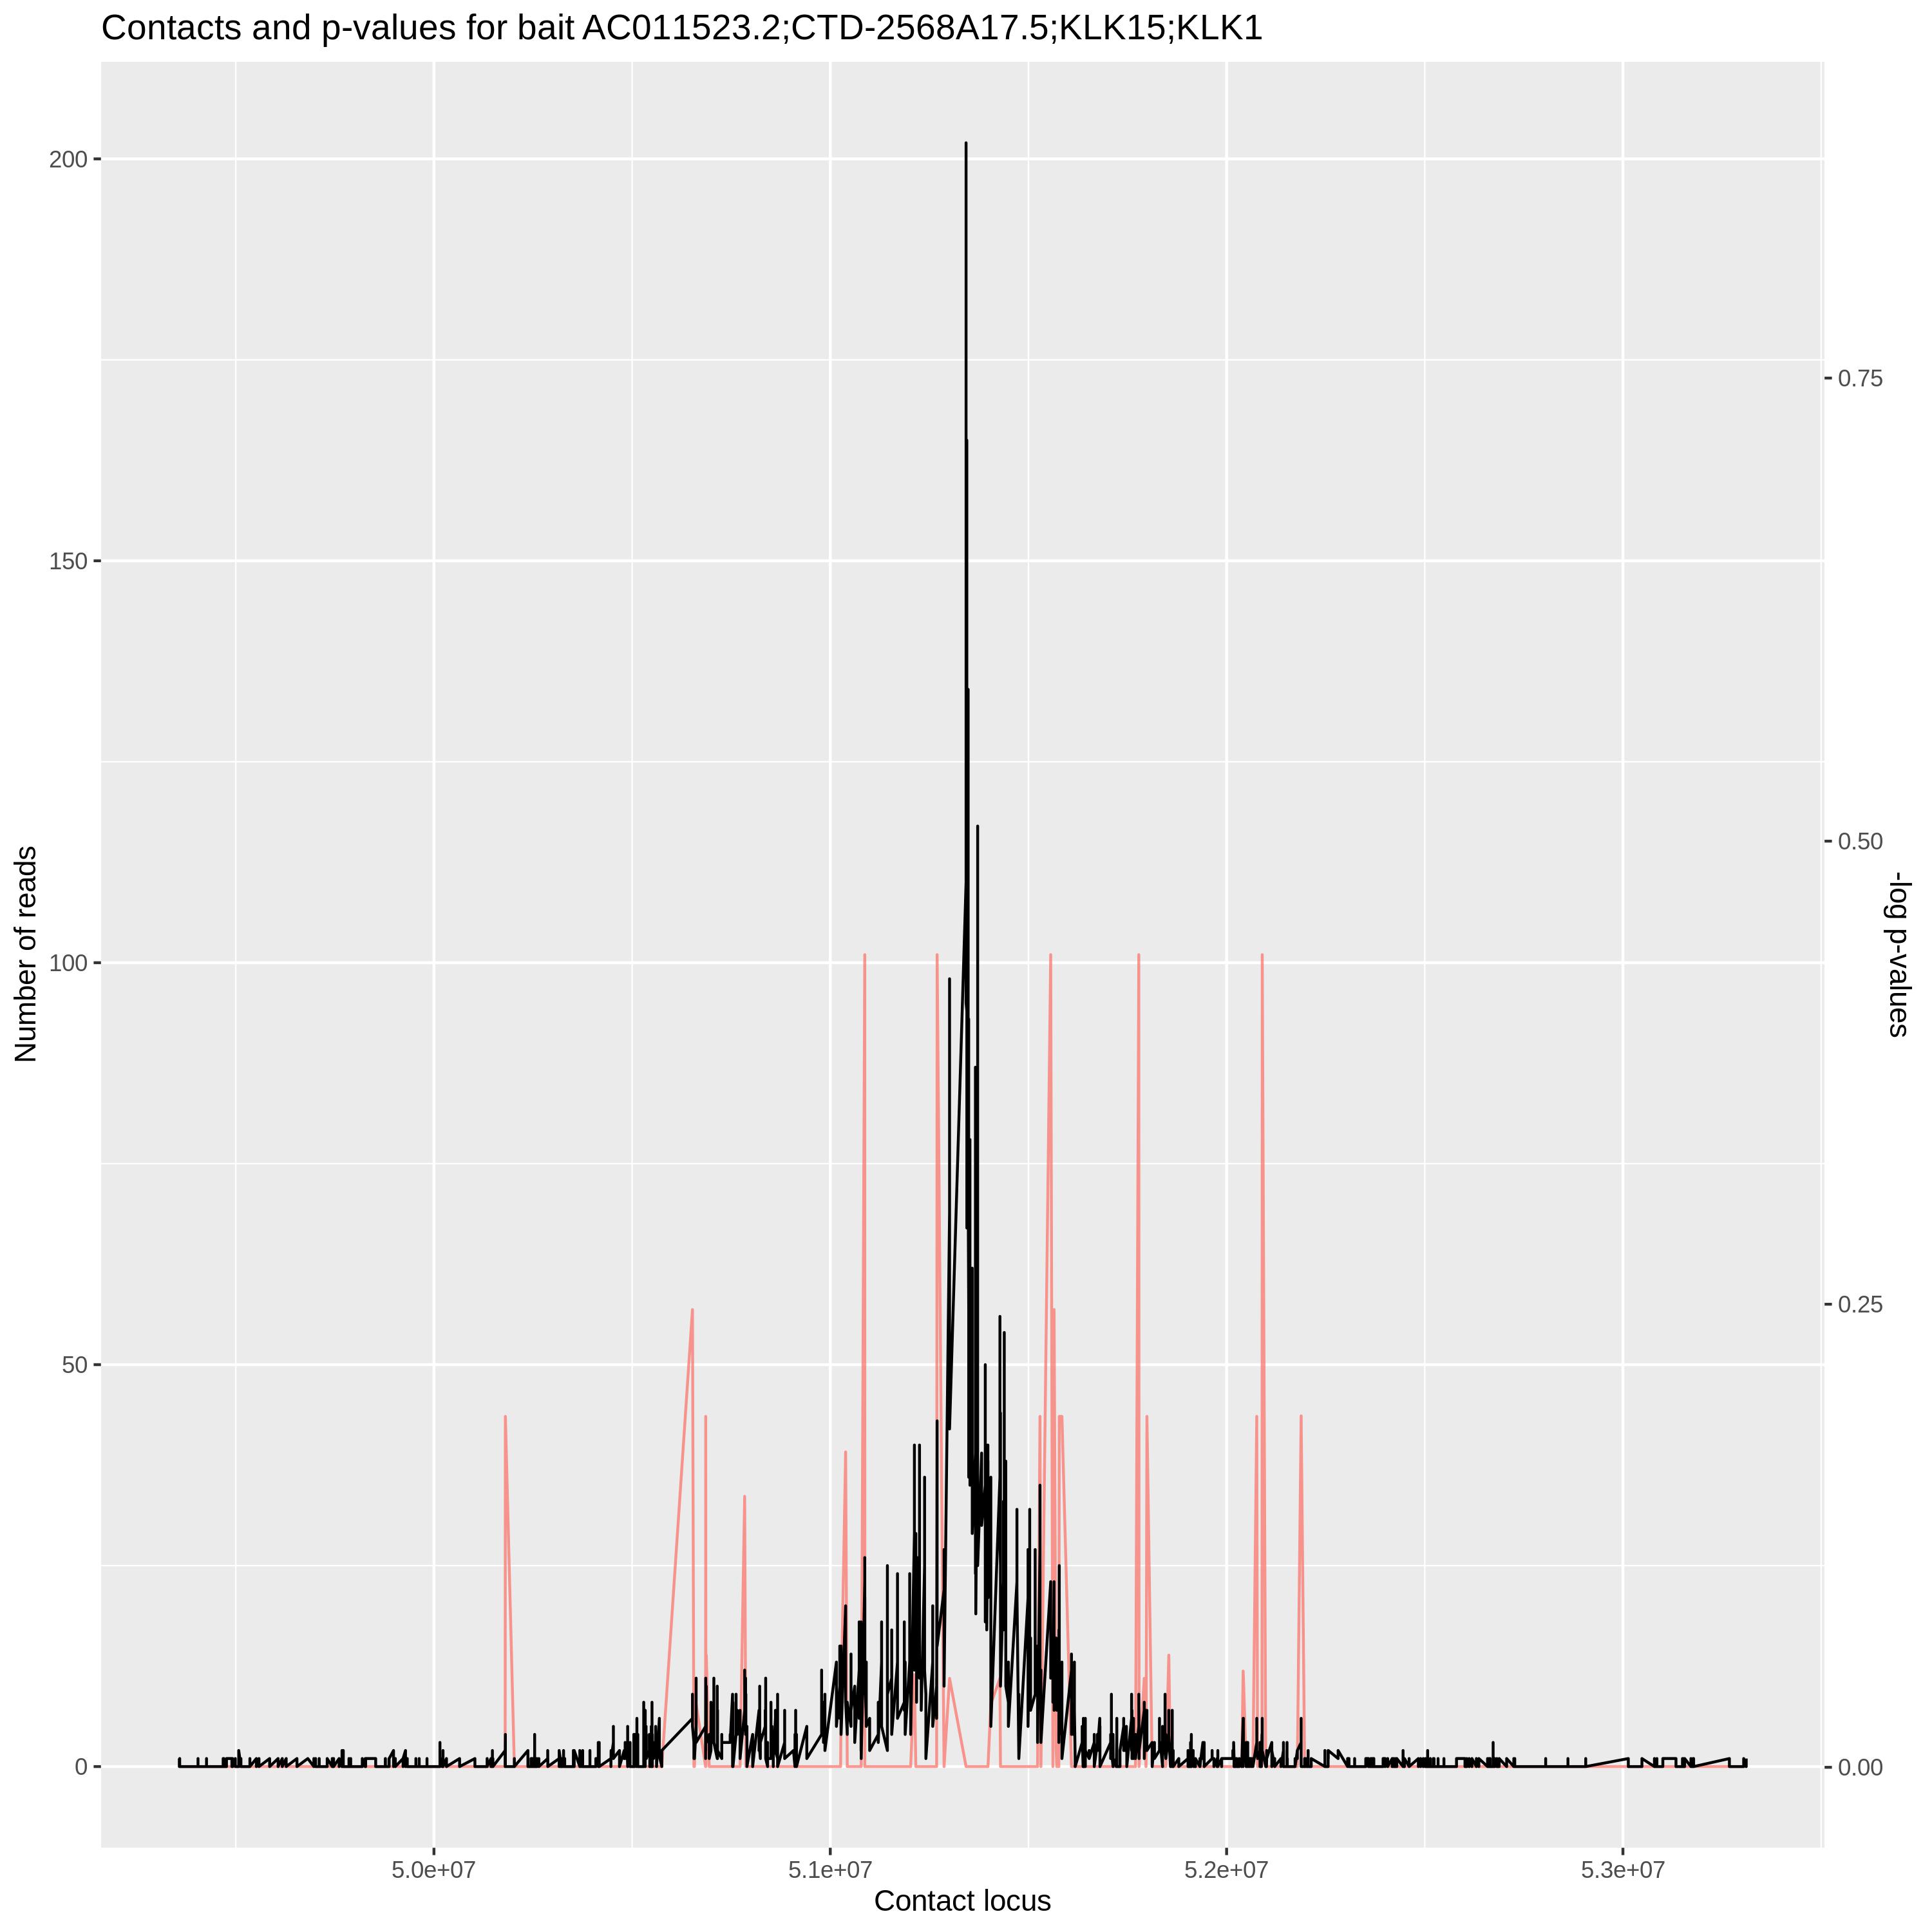 Contacts and p-values for bait AC011523.2;CTD-2568A17.5;KLK15;KLK1
200
150
100
50
0
Number of reads
0.75
0.50
0.25
0.00
-log p-values
5.0e+07
5.1e+07
5.2e+07
5.3e+07
Contact locus